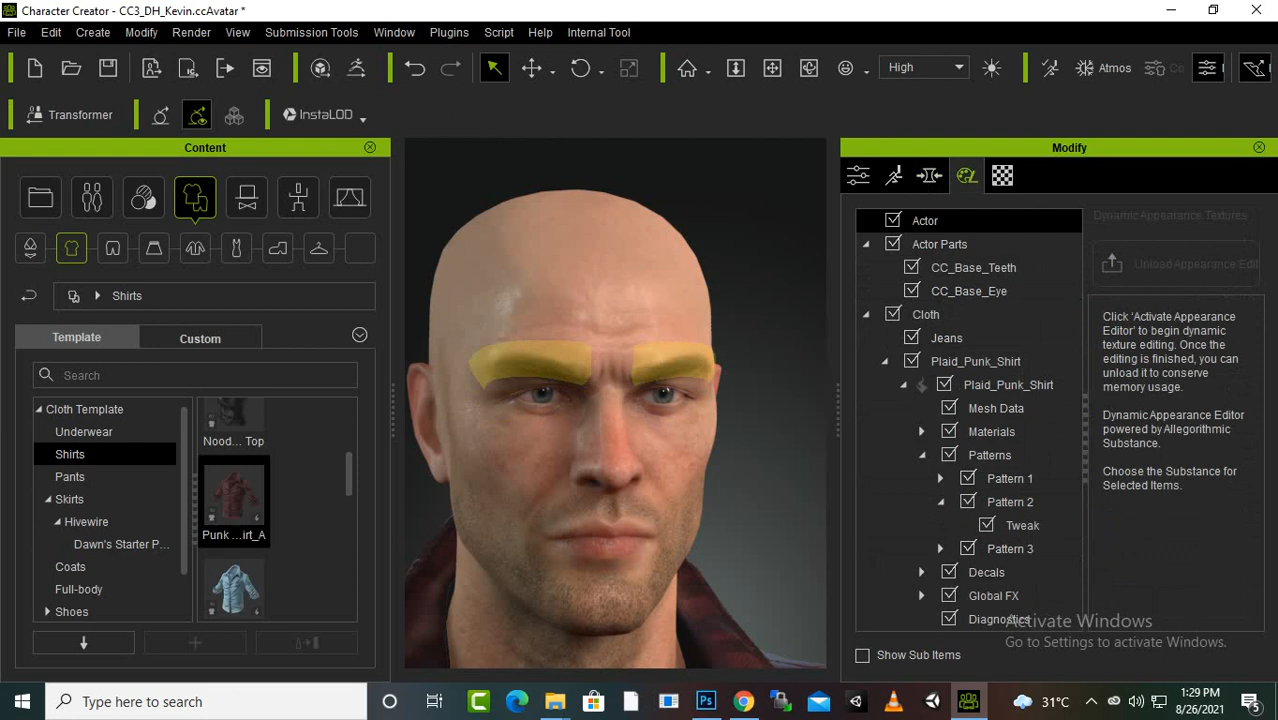 Character Creator - CC3_DH_Kevin.ccAvatar *
File Edit Create Modify Render View Submission Tools Window Plugins Script Help Internal Tool
High
Atmos
Transformer
InstaLOD
Content
Modify
Shirts
Template
Custom
Search
Cloth Template
Underwear
Shirts
Pants
Skirts
Hivewire
Dawn's Starter P...
Coats
Full-body
Shoes
Nood... Top
Punk ...irt_A
Actor
Actor Parts
CC_Base_Teeth
CC_Base_Eye
Cloth
Jeans
Plaid_Punk_Shirt
Plaid_Punk_Shirt
Mesh Data
Materials
Patterns
Pattern 1
Pattern 2
Tweak
Pattern 3
Decals
Global FX
Diagnostics
Show Sub Items
Dynamic Appearance Textures
Unload Appearance Edit
Click 'Activate Appearance
Editor' to begin dynamic
texture editing. Once the
editing is finished, you can
unload it to conserve
memory usage.
Dynamic Appearance Editor
powered by Allegorithmic
Substance.
Choose the Substance for
Selected Items.
Activate Windows
Go to Settings to activate Windows.
Type here to search
31°C
1:29 PM
8/26/2021
5